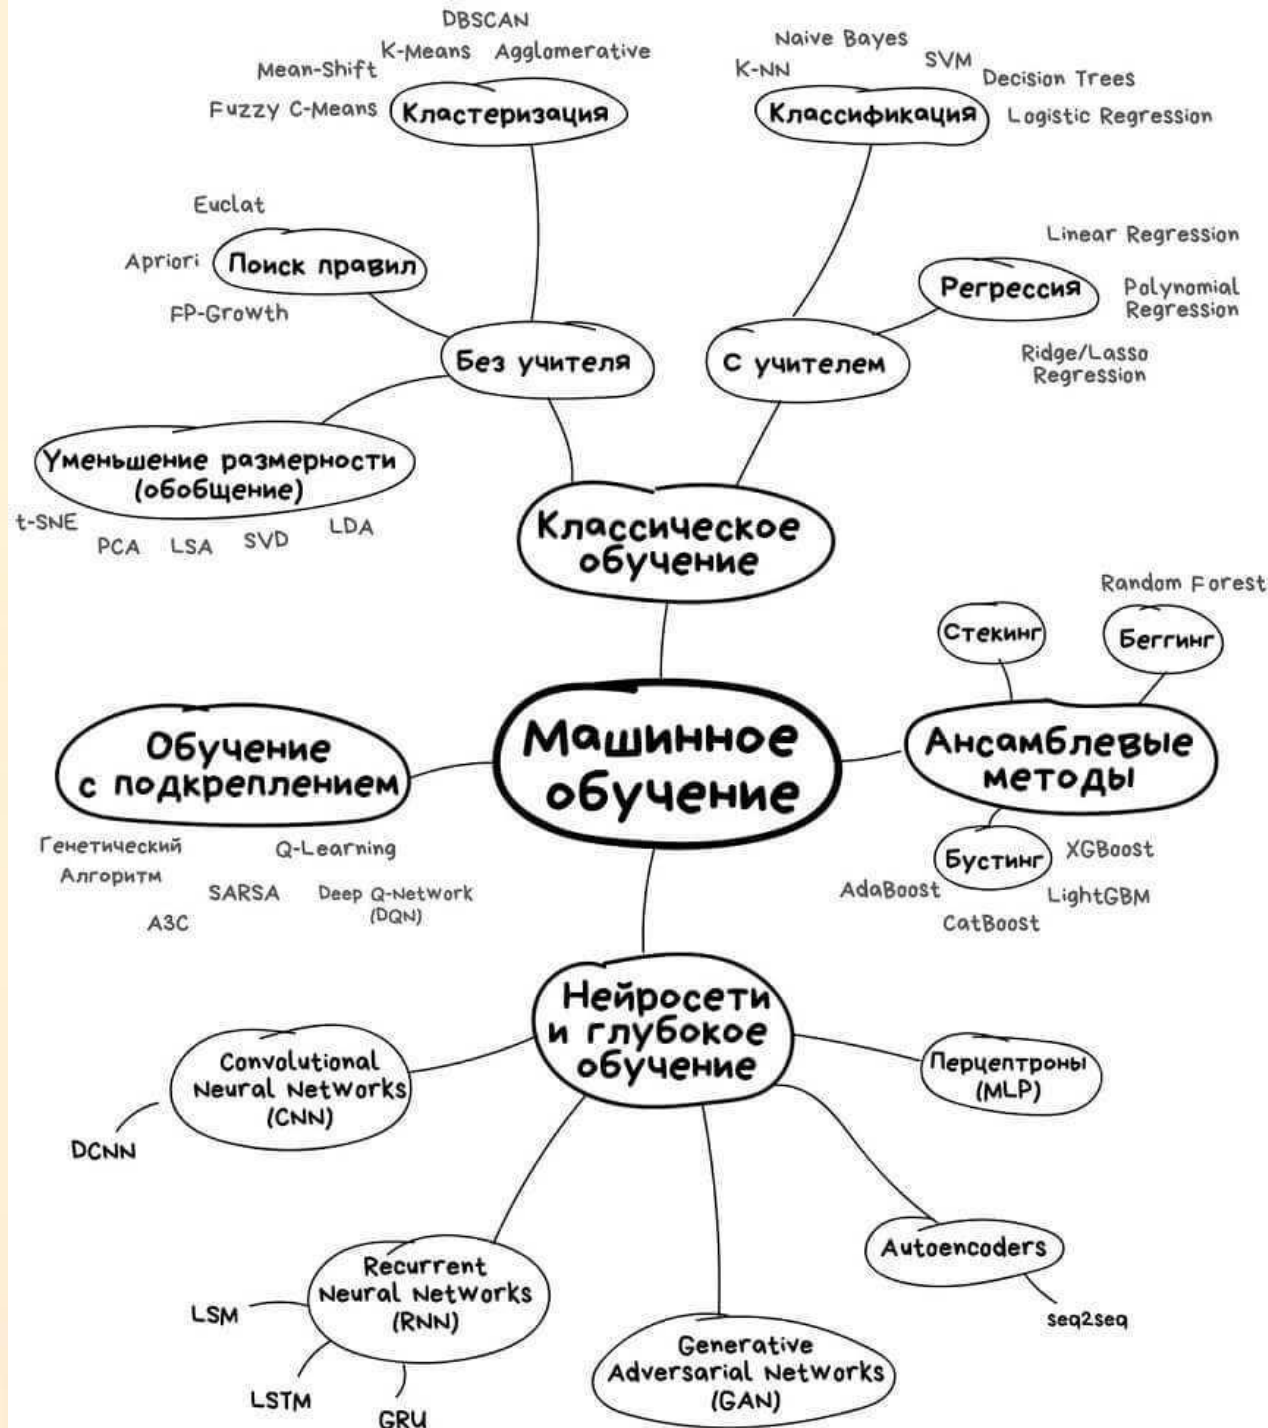 DBSCAN
K-Means
Agglomerative
Mean-Shift
Fuzzy C-Means
Кластеризация
Naive Bayes
K-NN
SVM
Decision Trees
Классификация
Logistic Regression
Euclat
Apriori
Поиск правил
FP-Growth
Linear Regression
Регрессия
Polynomial
Regression
Ridge/Lasso
Regression
Без учителя
С учителем
Уменьшение размерности
(обобщение)
t-SNE
PCA
LSA
SVD
LDA
Классическое
обучение
Random Forest
Стекинг
Беггинг
Машинное
обучение
Обучение
с подкреплением
Ансамблевые
методы
Генетический
Алгоритм
Q-Learning
SARSA
Deep Q-Network
(DQN)
A3C
Бустинг
XGBoost
AdaBoost
LightGBM
CatBoost
Нейросети
и глубокое
обучение
Convolutional
Neural Networks
(CNN)
DCNN
Перцептроны
(MLP)
Autoencoders
seq2seq
Recurrent
Neural Networks
(RNN)
LSM
LSTM
GRU
Generative
Adversarial Networks
(GAN)